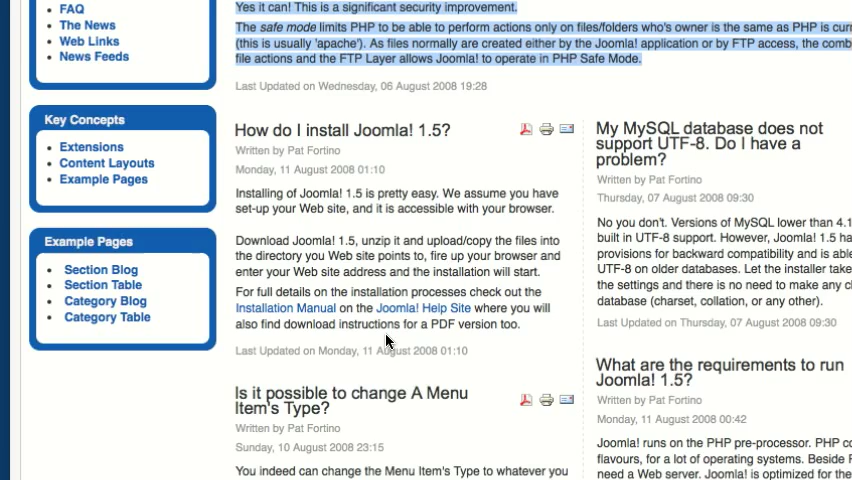 FAQ
The News
Web Links
News Feeds
Key Concepts
Extensions
Content Layouts
Example Pages
Example Pages
Section Blog
Section Table
Category Blog
Category Table
Yes it can! This is a significant security improvement.
The safe mode limits PHP to be able to perform actions only on files/folders who's owner is the same as PHP is
(this is usually 'apache'). As files normally are created either by the Joomla! application or by FTP access, the
file actions and the FTP Layer allows Joomla! to operate in PHP Safe Mode.
Last Updated on Wednesday, 06 August 2008 19:28
How do I install Joomla! 1.5?
Written by Pat Fortino
Monday, 11 August 2008 01:10
Installing of Joomla! 1.5 is pretty easy. We assume you have
set-up your Web site, and it is accessible with your browser.
Download Joomla! 1.5, unzip it and upload/copy the files into
the directory you Web site points to, fire up your browser and
enter your Web site address and the installation will start.
For full details on the installation processes check out the
Installation Manual on the Joomla! Help Site where you will
also find download instructions for a PDF version too.
Last Updated on Monday, 11 August 2008 01:10
Is it possible to change A Menu
Item's Type?
Written by Pat Fortino
Sunday, 10 August 2008 23:15
You indeed can change the Menu Item's Type to whatever you
My MySQL database does not
support UTF-8. Do I have a
problem?
Written by Pat Fortino
Thursday, 07 August 2008 09:30
No you don't. Versions of MySQL lower than 4.1
built in UTF-8 support. However, Joomla! 1.5 ha
provisions for backward compatibility and is able
UTF-8 on older databases. Let the installer take
the settings and there is no need to make any c
database (charset, collation, or any other).
Last Updated on Thursday, 07 August 2008 09:30
What are the requirements to run
Joomla! 1.5?
Written by Pat Fortino
Monday, 11 August 2008 00:42
Joomla! runs on the PHP pre-processor. PHP co
flavours, for a lot of operating systems. Beside
need a Web server. Joomla! is optimized for the